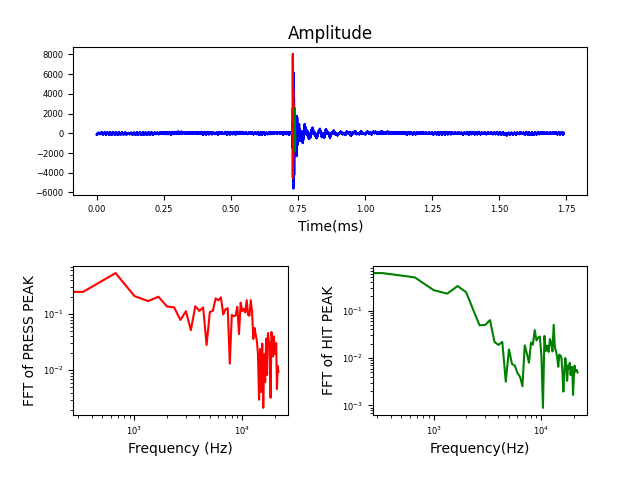 Amplitude
8000
6000
4000
2000
0
−2000
−4000
−6000
0.00 0.25 0.50 0.75 1.00 1.25 1.50 1.75
Time(ms)
FFT of PRESS PEAK
10⁻¹
10⁻²
10³ 10⁴
Frequency (Hz)
FFT of HIT PEAK
10⁻¹
10⁻²
10⁻³
10³ 10⁴
Frequency(Hz)